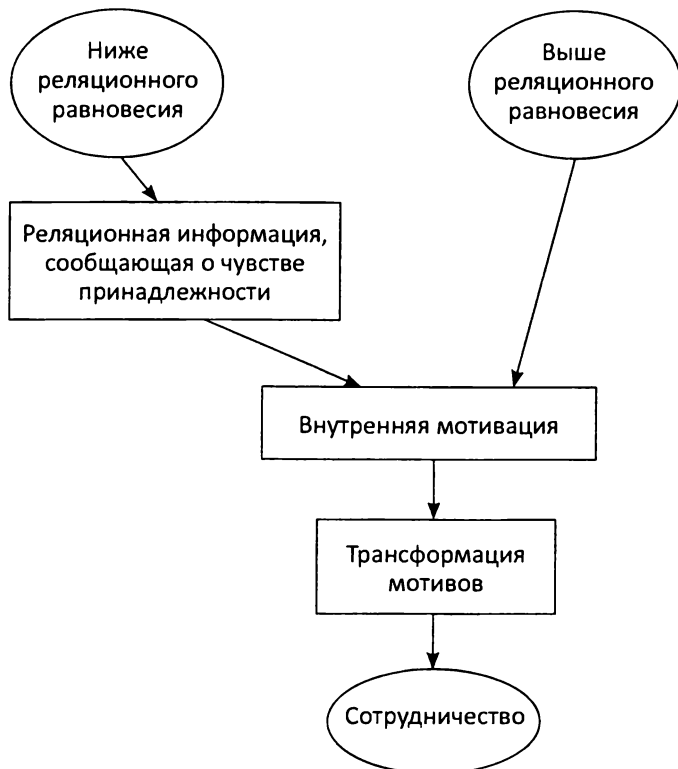 Ниже
реляционного
равновесия
Выше
реляционного
равновесия
Реляционная информация,
сообщающая о чувстве
принадлежности
Внутренняя мотивация
Трансформация
мотивов
Сотрудничество